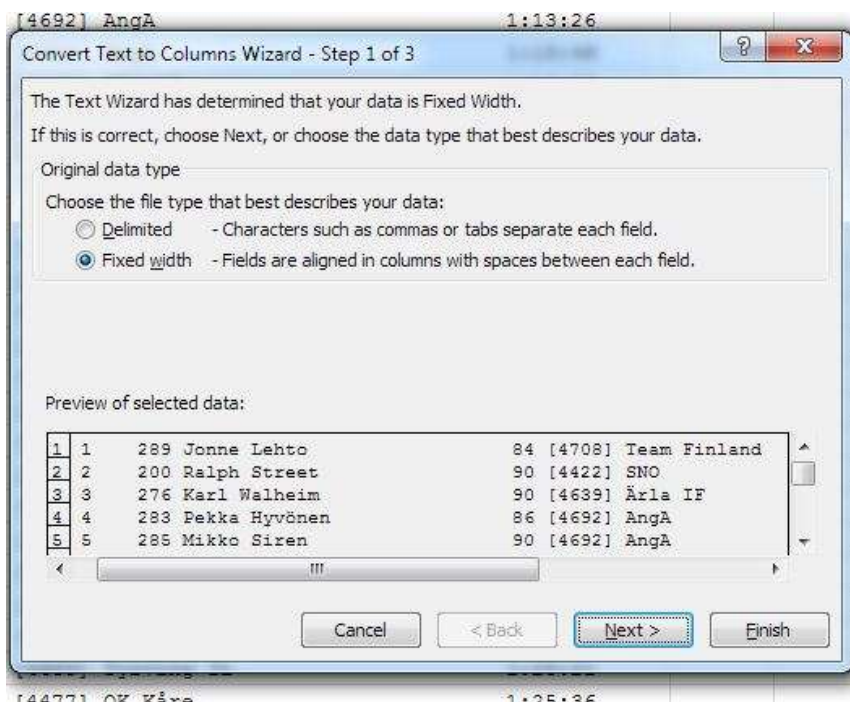 [4692] AngA 1:13:26
Convert Text to Columns Wizard - Step 1 of 3
The Text Wizard has determined that your data is Fixed Width.
If this is correct, choose Next, or choose the data type that best describes your data.
Original data type
Choose the file type that best describes your data:
Delimited - Characters such as commas or tabs separate each field.
Fixed width - Fields are aligned in columns with spaces between each field.
Preview of selected data:
1 1 289 Jonne Lehto 84 [4708] Team Finland
2 2 200 Ralph Street 90 [4422] SNO
3 3 276 Karl Walheim 90 [4639] Ärla IF
4 4 283 Pekka Hyvönen 86 [4692] AngA
5 5 285 Mikko Siren 90 [4692] AngA
Cancel < Back Next > Finish
[4477] OK Kåre 1:25:36